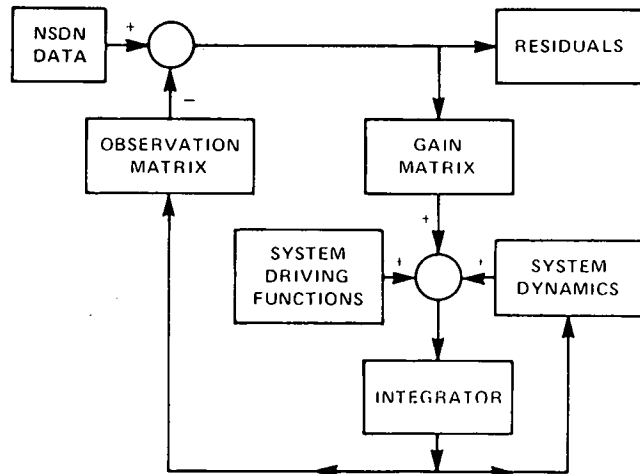 NSDN
DATA
+
RESIDUALS
−
OBSERVATION
MATRIX
GAIN
MATRIX
+
SYSTEM
DRIVING
FUNCTIONS
+
+
SYSTEM
DYNAMICS
INTEGRATOR